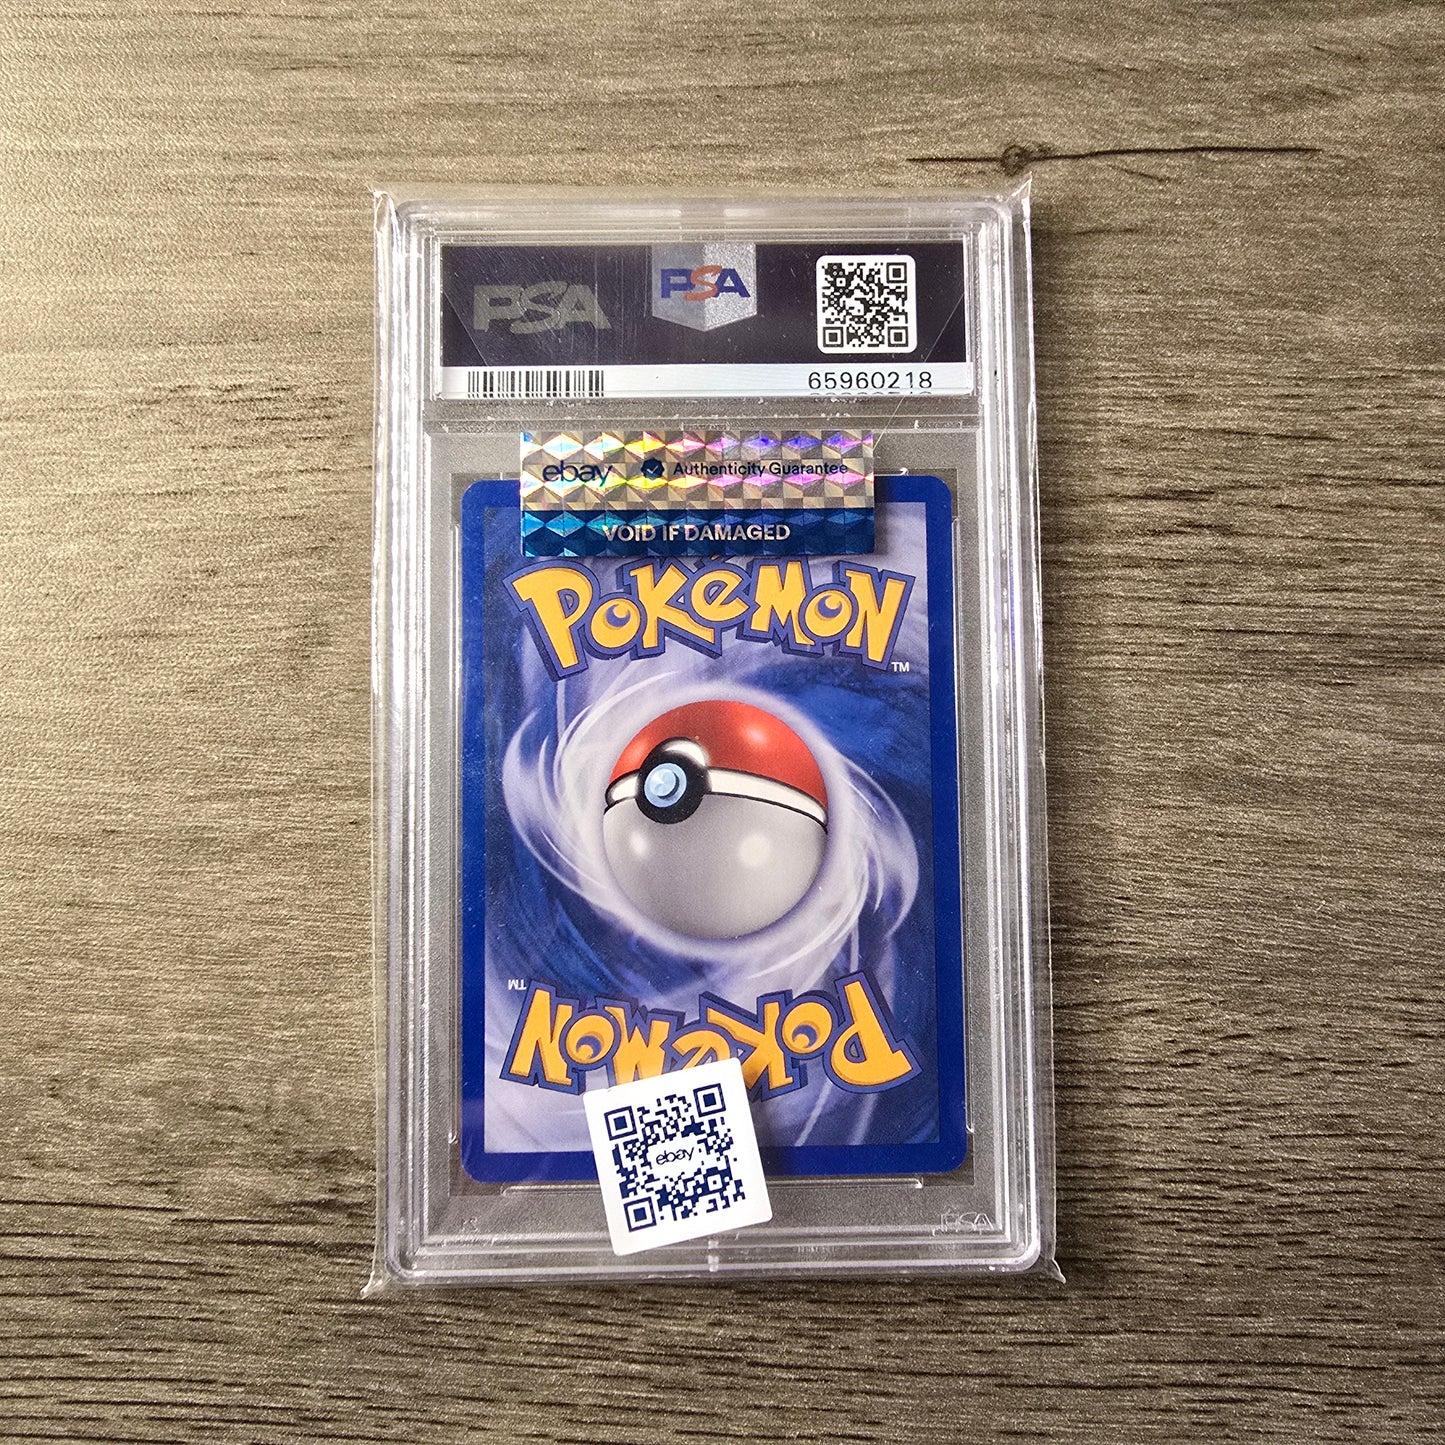 PSA
PSA
65960218
ebay Authenticity Guarantee
VOID IF DAMAGED
POKéMON
TM
TM
POKéMON
ebay
PSA